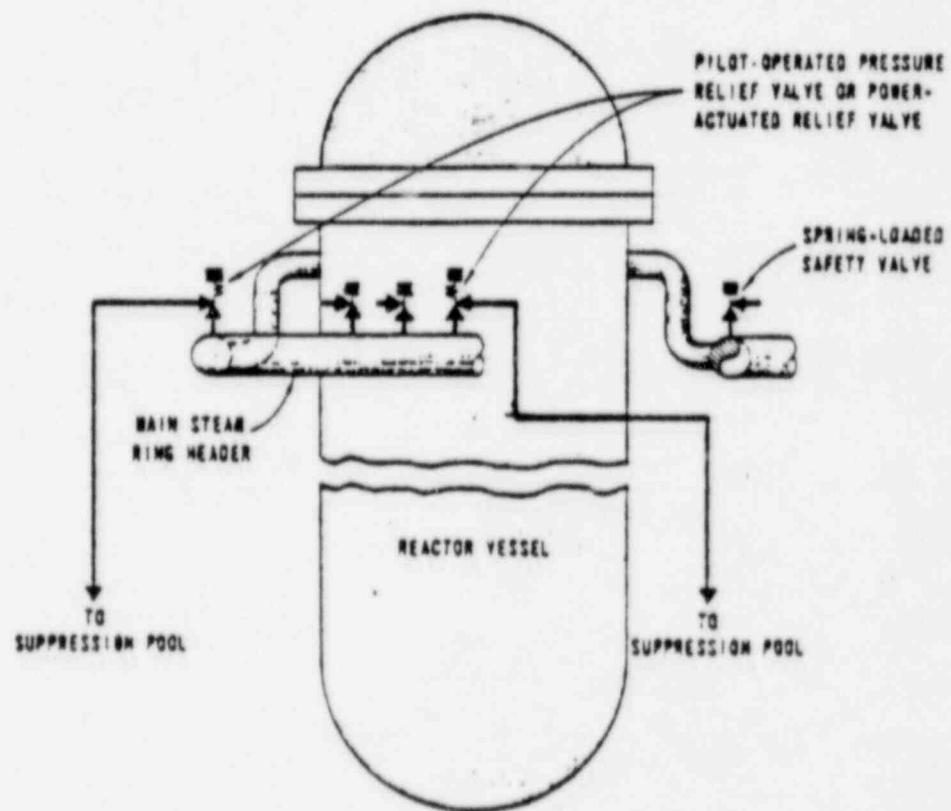 PILOT-OPERATED PRESSURE
RELIEF VALVE OR POWER-
ACTUATED RELIEF VALVE
SPRING-LOADED
SAFETY VALVE
MAIN STEAM
RING HEADER
REACTOR VESSEL
TO
SUPPRESSION POOL
TO
SUPPRESSION POOL